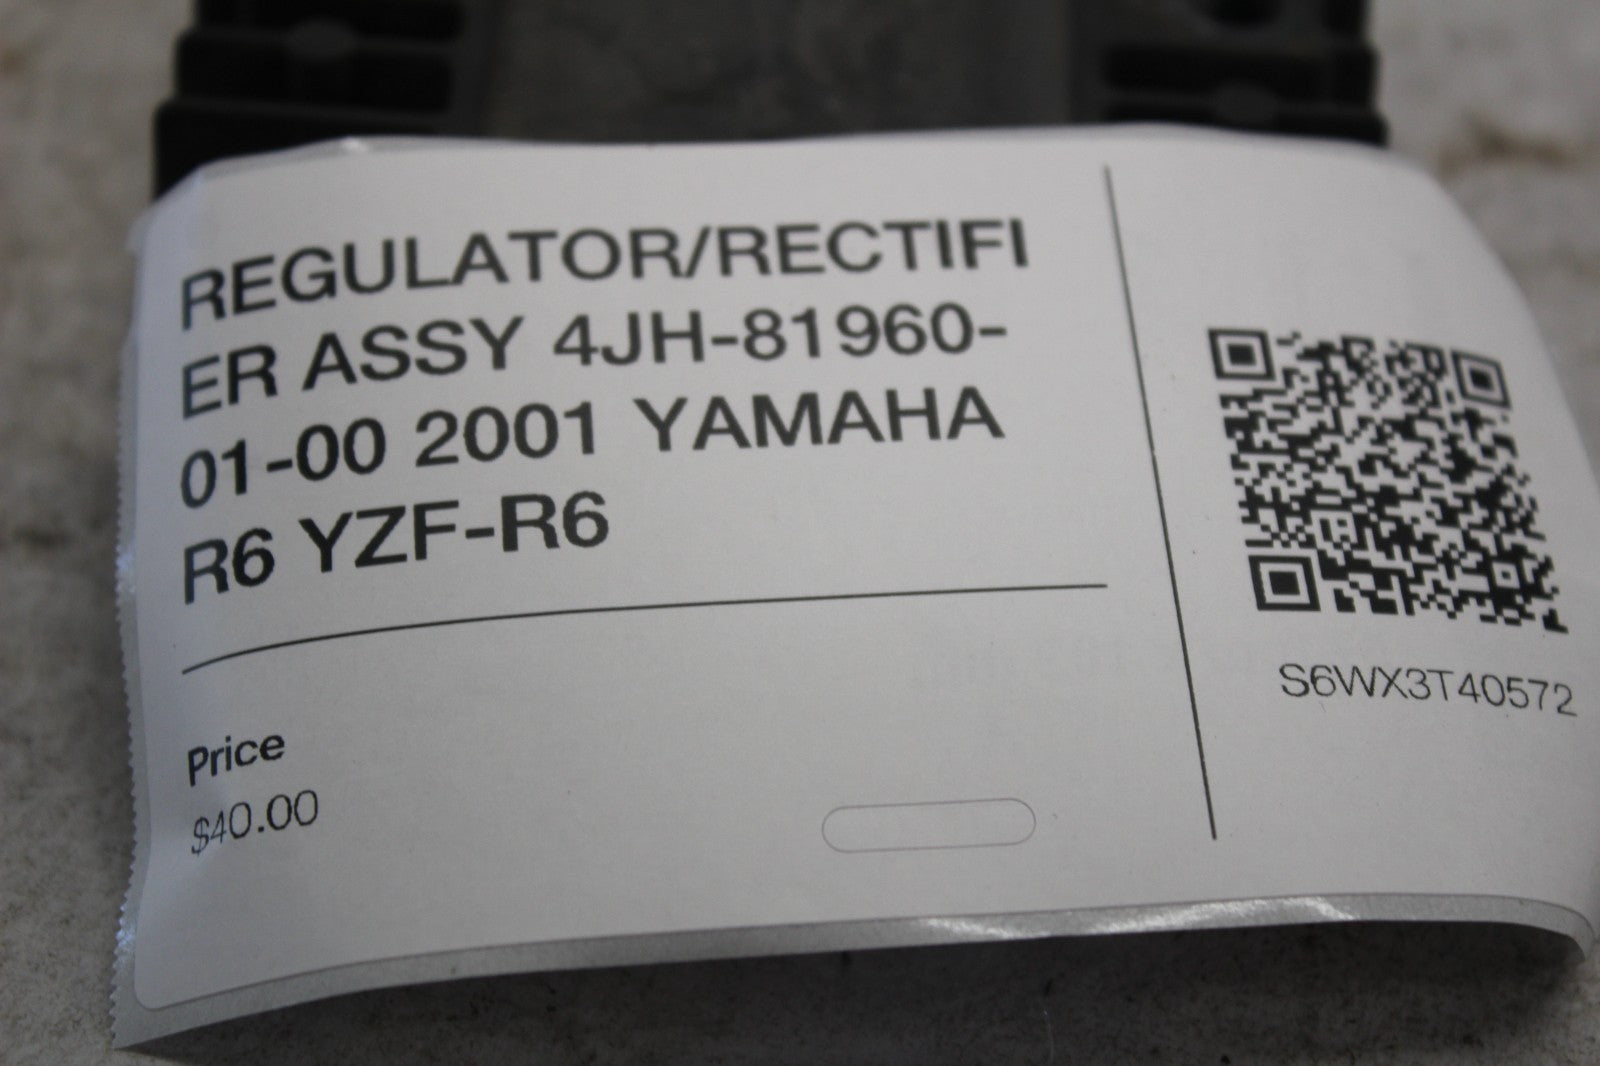 REGULATOR/RECTIFI
ER ASSY 4JH-81960-
01-00 2001 YAMAHA
R6 YZF-R6
Price
$40.00
S6WX3T40572